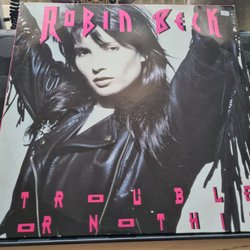 ROBIN BECK
TROUBLE
OR NOTHI